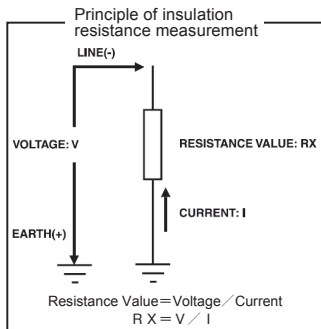 Principle of insulation
resistance measurement
LINE(-)
VOLTAGE: V
RESISTANCE VALUE: RX
CURRENT: I
EARTH(+)
Resistance Value=Voltage／Current
R X = V ／ I